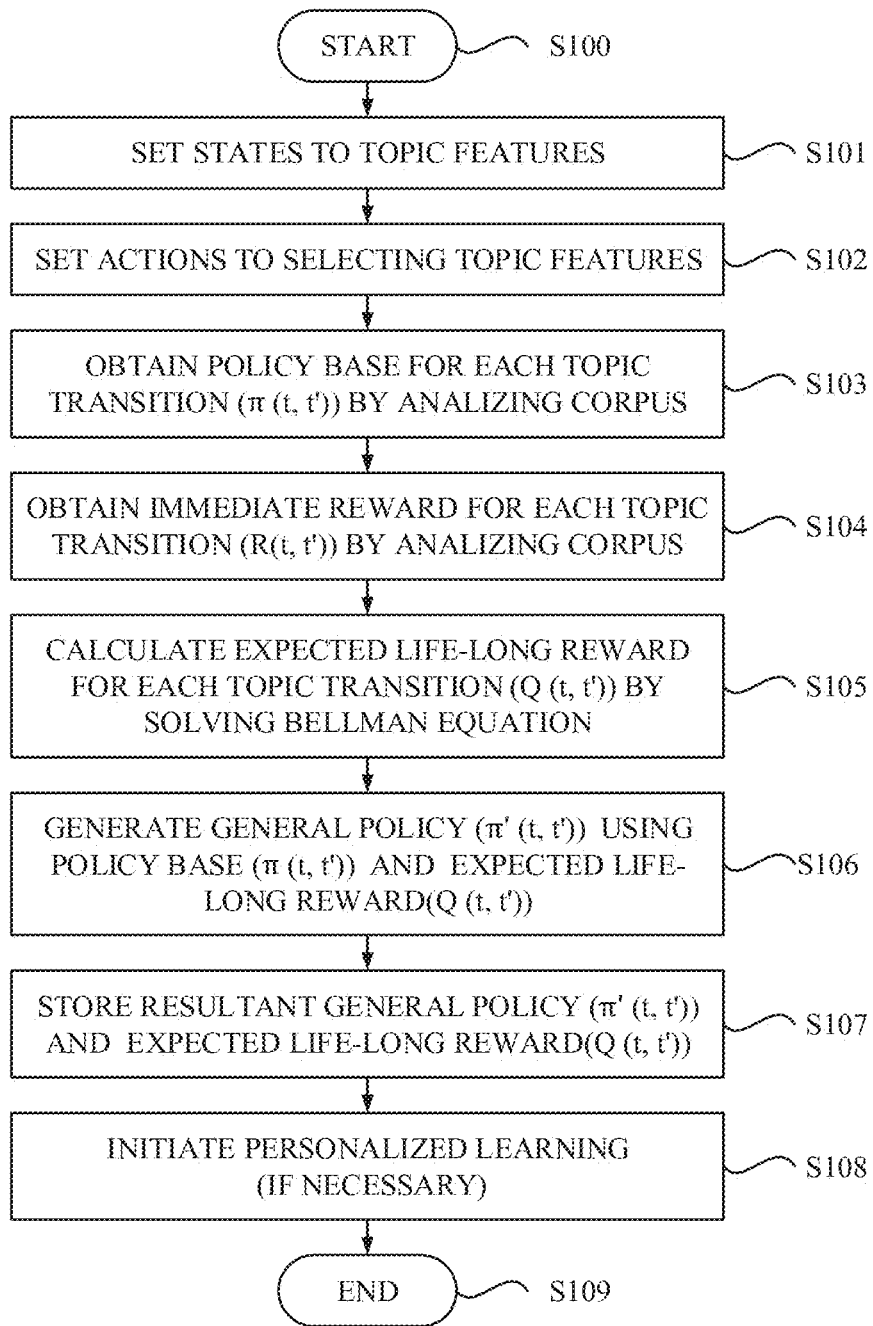 START
S100
SET STATES TO TOPIC FEATURES
S101
SET ACTIONS TO SELECTING TOPIC FEATURES
S102
OBTAIN POLICY BASE FOR EACH TOPIC
TRANSITION (π (t, t')) BY ANALIZING CORPUS
S103
OBTAIN IMMEDIATE REWARD FOR EACH TOPIC
TRANSITION (R(t, t')) BY ANALIZING CORPUS
S104
CALCULATE EXPECTED LIFE-LONG REWARD
FOR EACH TOPIC TRANSITION (Q (t, t')) BY
SOLVING BELLMAN EQUATION
S105
GENERATE GENERAL POLICY (π' (t, t')) USING
POLICY BASE (π (t, t')) AND EXPECTED LIFE-
LONG REWARD(Q (t, t'))
S106
STORE RESULTANT GENERAL POLICY (π' (t, t'))
AND EXPECTED LIFE-LONG REWARD(Q (t, t'))
S107
INITIATE PERSONALIZED LEARNING
(IF NECESSARY)
S108
END
S109